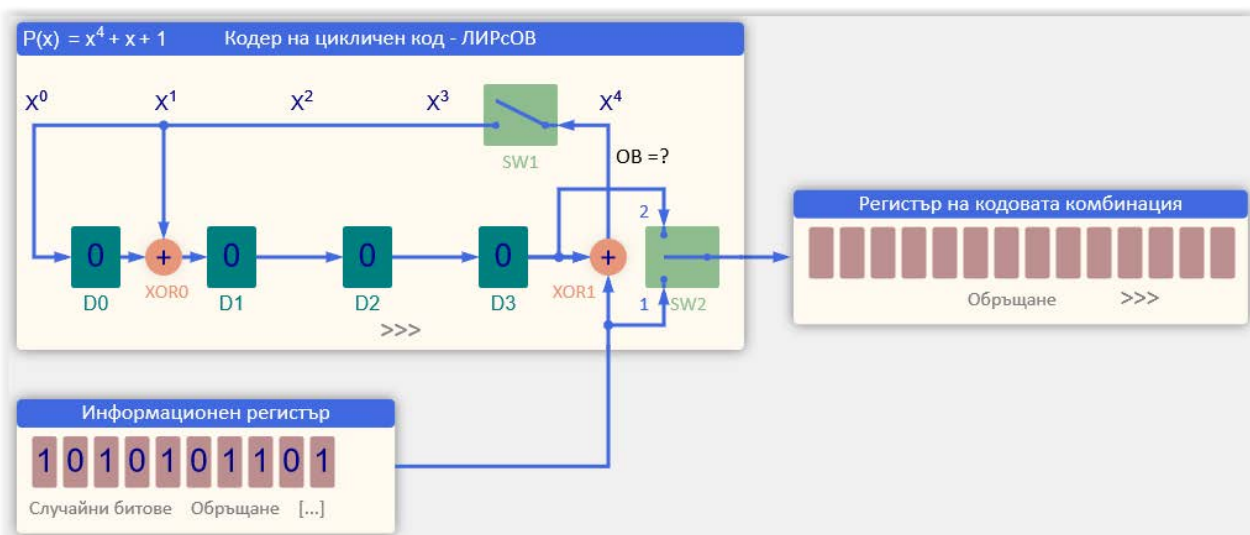 P(x) = x⁴ + x + 1 Кодер на цикличен код - ЛИРсОВ
X⁰ X¹ X² X³ X⁴
SW1
OB =?
2
0 + 0 0 0 +
D0 XOR0 D1 D2 D3 XOR1 1 SW2
>>>
Регистър на кодовата комбинация
Обръщане >>>
Информационен регистър
1 0 1 0 1 0 1 1 0 1
Случайни битове Обръщане [...]